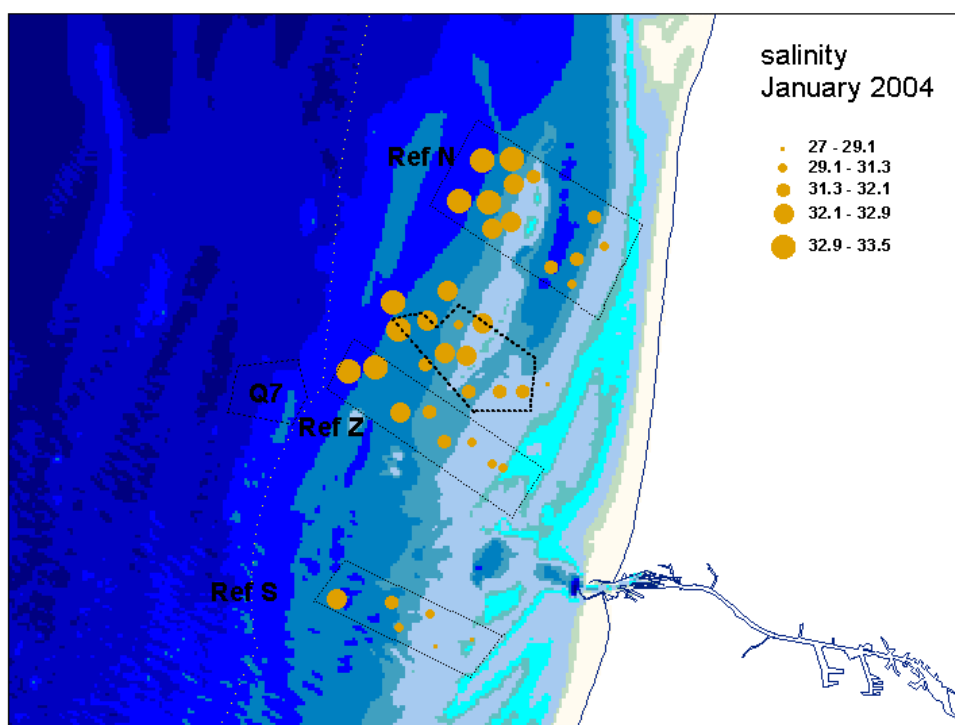 salinity
January 2004
27 - 29.1
29.1 - 31.3
31.3 - 32.1
32.1 - 32.9
32.9 - 33.5
Ref N
Q7
Ref Z
Ref S